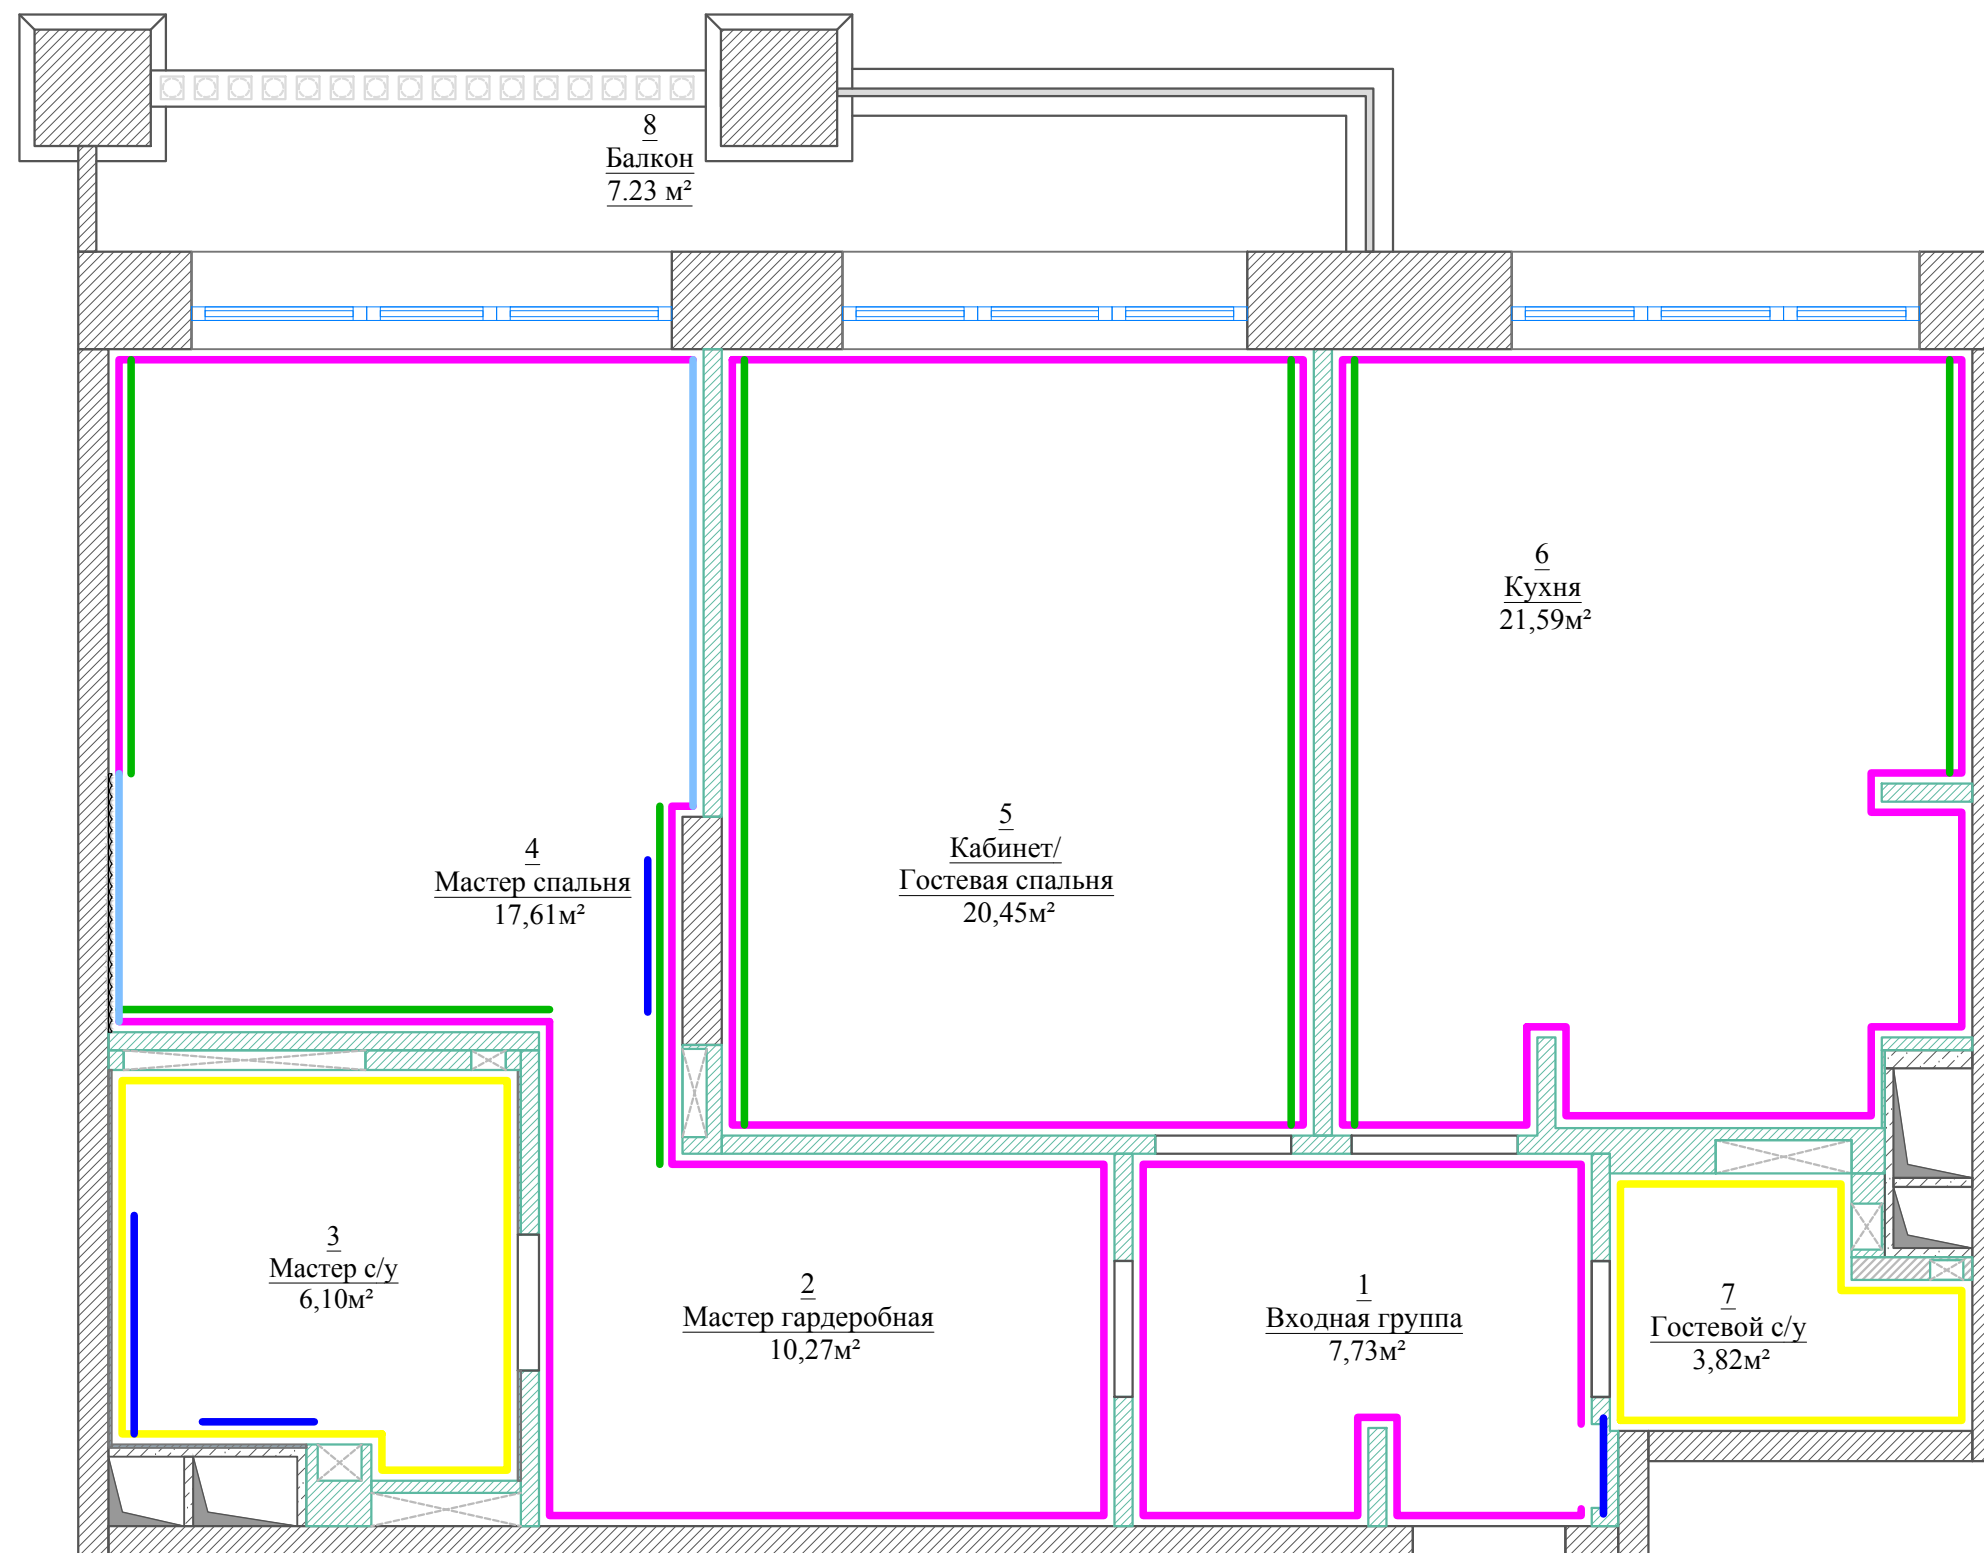 8
Балкон
7.23 м²
6
Кухня
21,59м²
5
Кабинет/
Гостевая спальня
20,45м²
4
Мастер спальня
17,61м²
3
Мастер с/у
6,10м²
2
Мастер гардеробная
10,27м²
1
Входная группа
7,73м²
7
Гостевой с/у
3,82м²